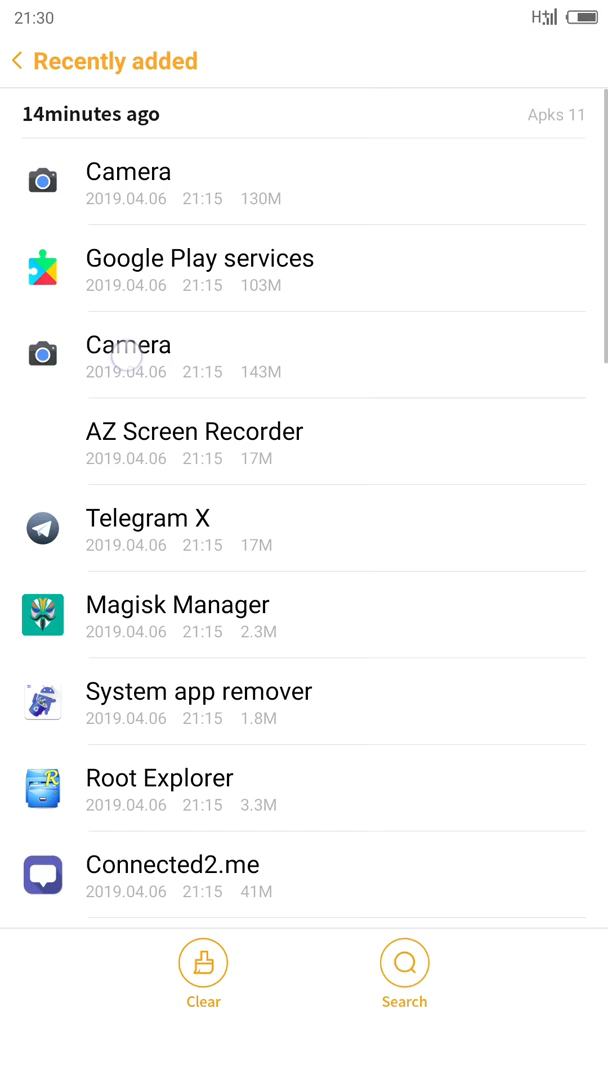 21:30
H
Recently added
14minutes ago
Apks 11
Camera
2019.04.06 21:15 130M
Google Play services
2019.04.06 21:15 103M
Camera
2019.04.06 21:15 143M
AZ Screen Recorder
2019.04.06 21:15 17M
Telegram X
2019.04.06 21:15 17M
Magisk Manager
2019.04.06 21:15 2.3M
System app remover
2019.04.06 21:15 1.8M
R
Root Explorer
2019.04.06 21:15 3.3M
Connected2.me
2019.04.06 21:15 41M
Clear
Search